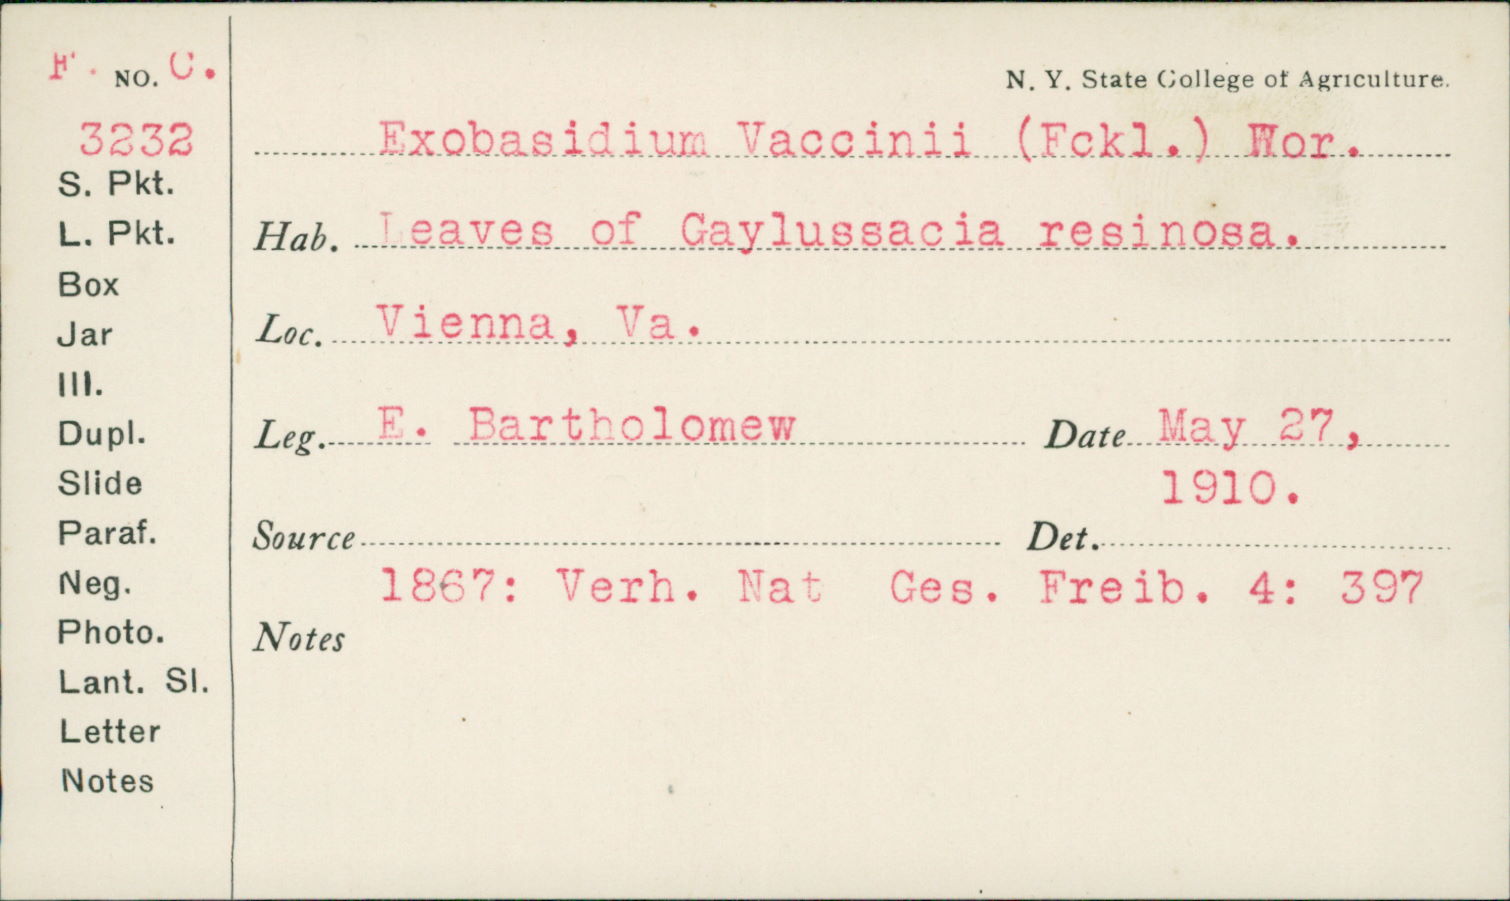 F. NO. C.
N. Y. State College of Agriculture.
3232
Exobasidium Vaccinii (Fckl.) Wor.
S. Pkt.
L. Pkt.
Hab. Leaves of Gaylussacia resinosa.
Box
Jar
Loc. Vienna, Va.
Ill.
Dupl.
Leg. E. Bartholomew Date May 27,
1910.
Slide
Paraf.
Source Det.
Neg.
1867: Verh. Nat Ges. Freib. 4: 397
Photo.
Notes
Lant. Sl.
Letter
Notes